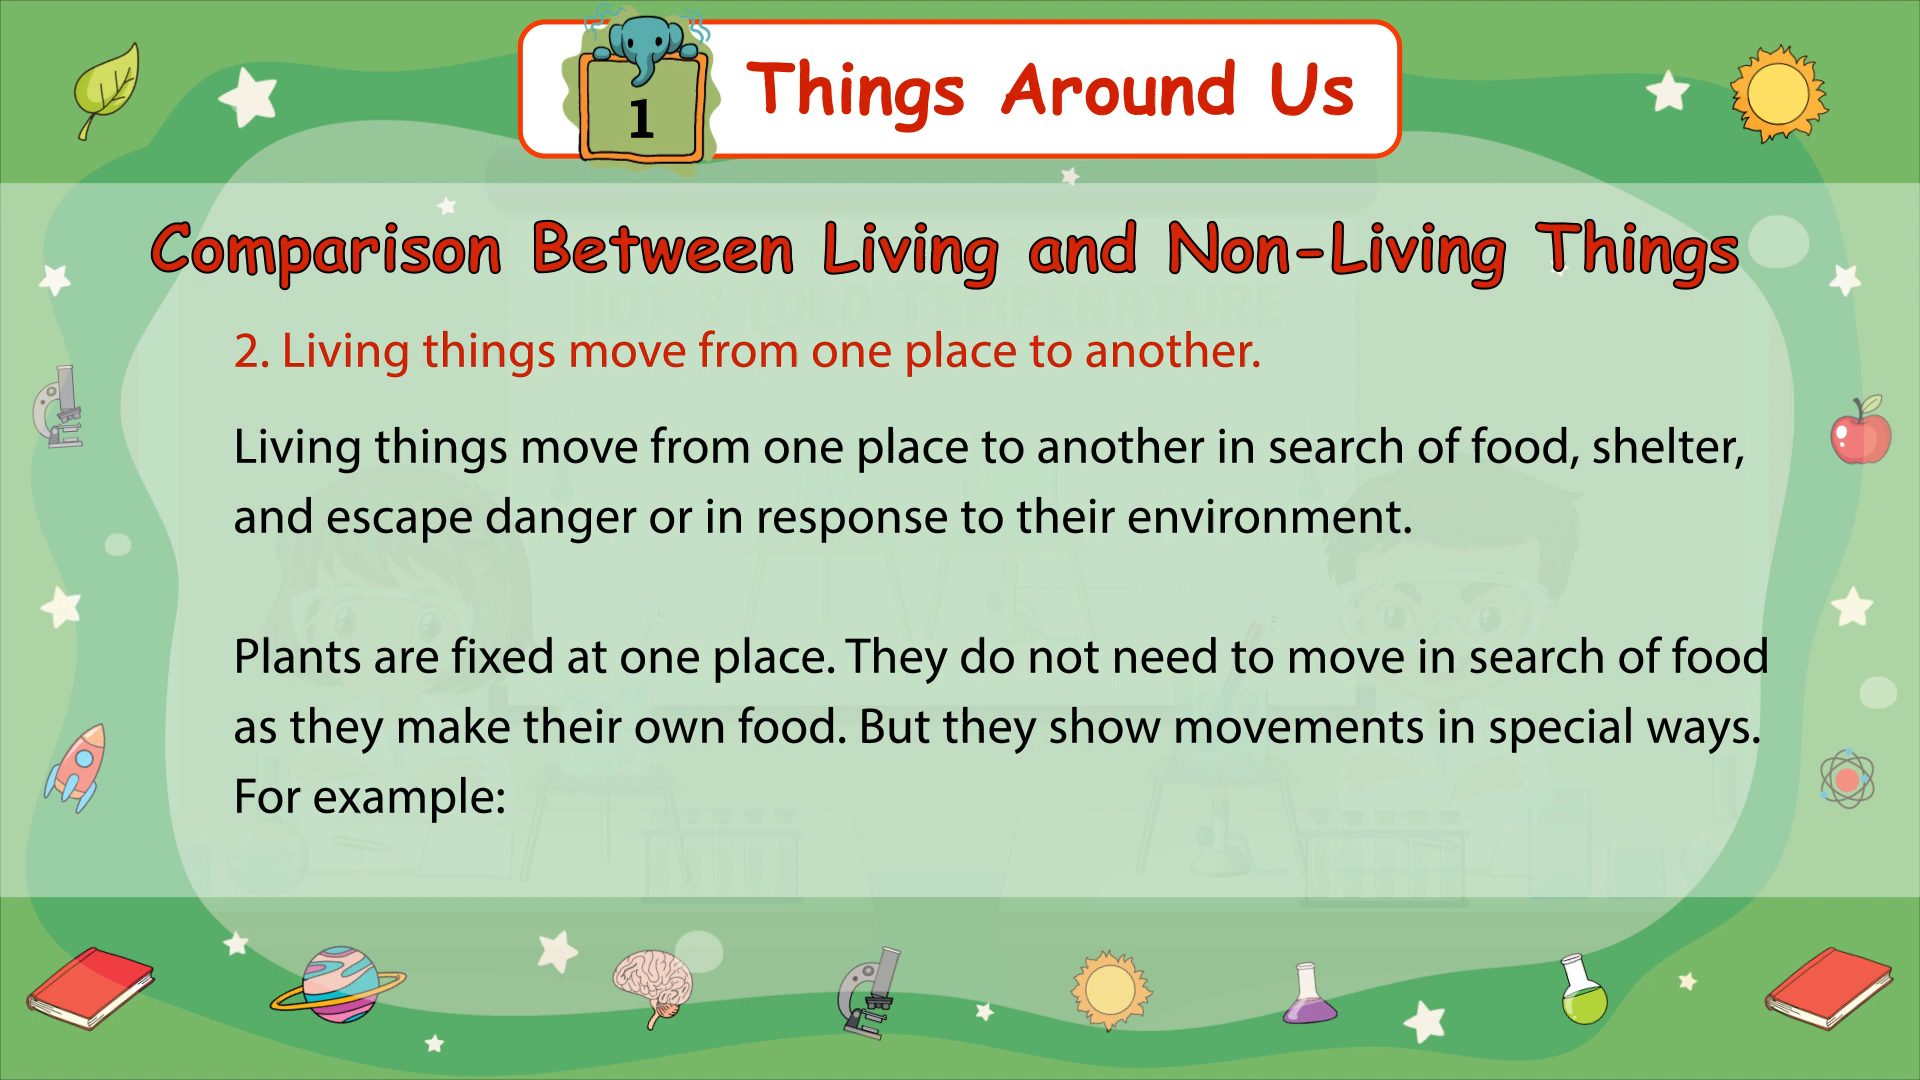 1
Things Around Us
Comparison Between Living and Non-Living Things
HOT & COLD TEMPERATURE
2. Living things move from one place to another.
Living things move from one place to another in search of food, shelter,
and escape danger or in response to their environment.
Plants are fixed at one place. They do not need to move in search of food
as they make their own food. But they show movements in special ways.
For example: